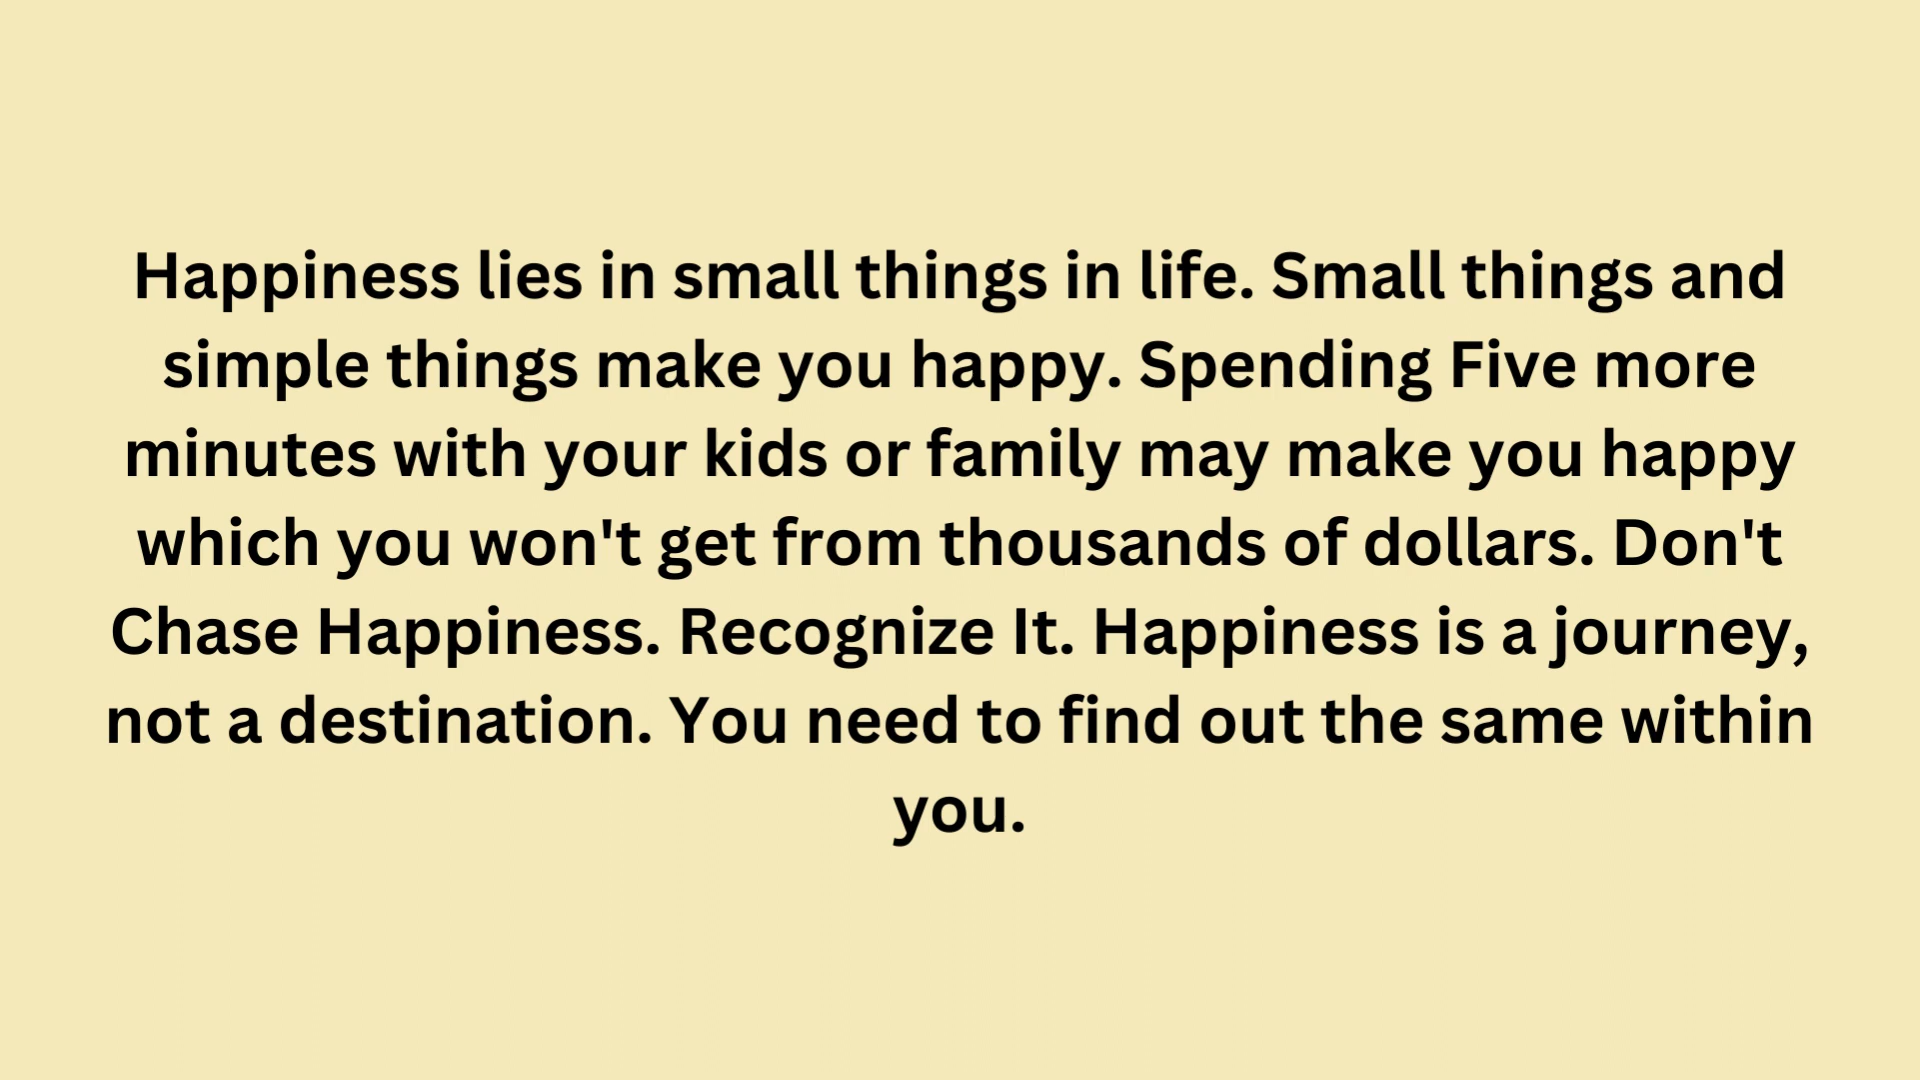 Happiness lies in small things in life. Small things and
simple things make you happy. Spending Five more
minutes with your kids or family may make you happy
which you won't get from thousands of dollars. Don't
Chase Happiness. Recognize It. Happiness is a journey,
not a destination. You need to find out the same within
you.